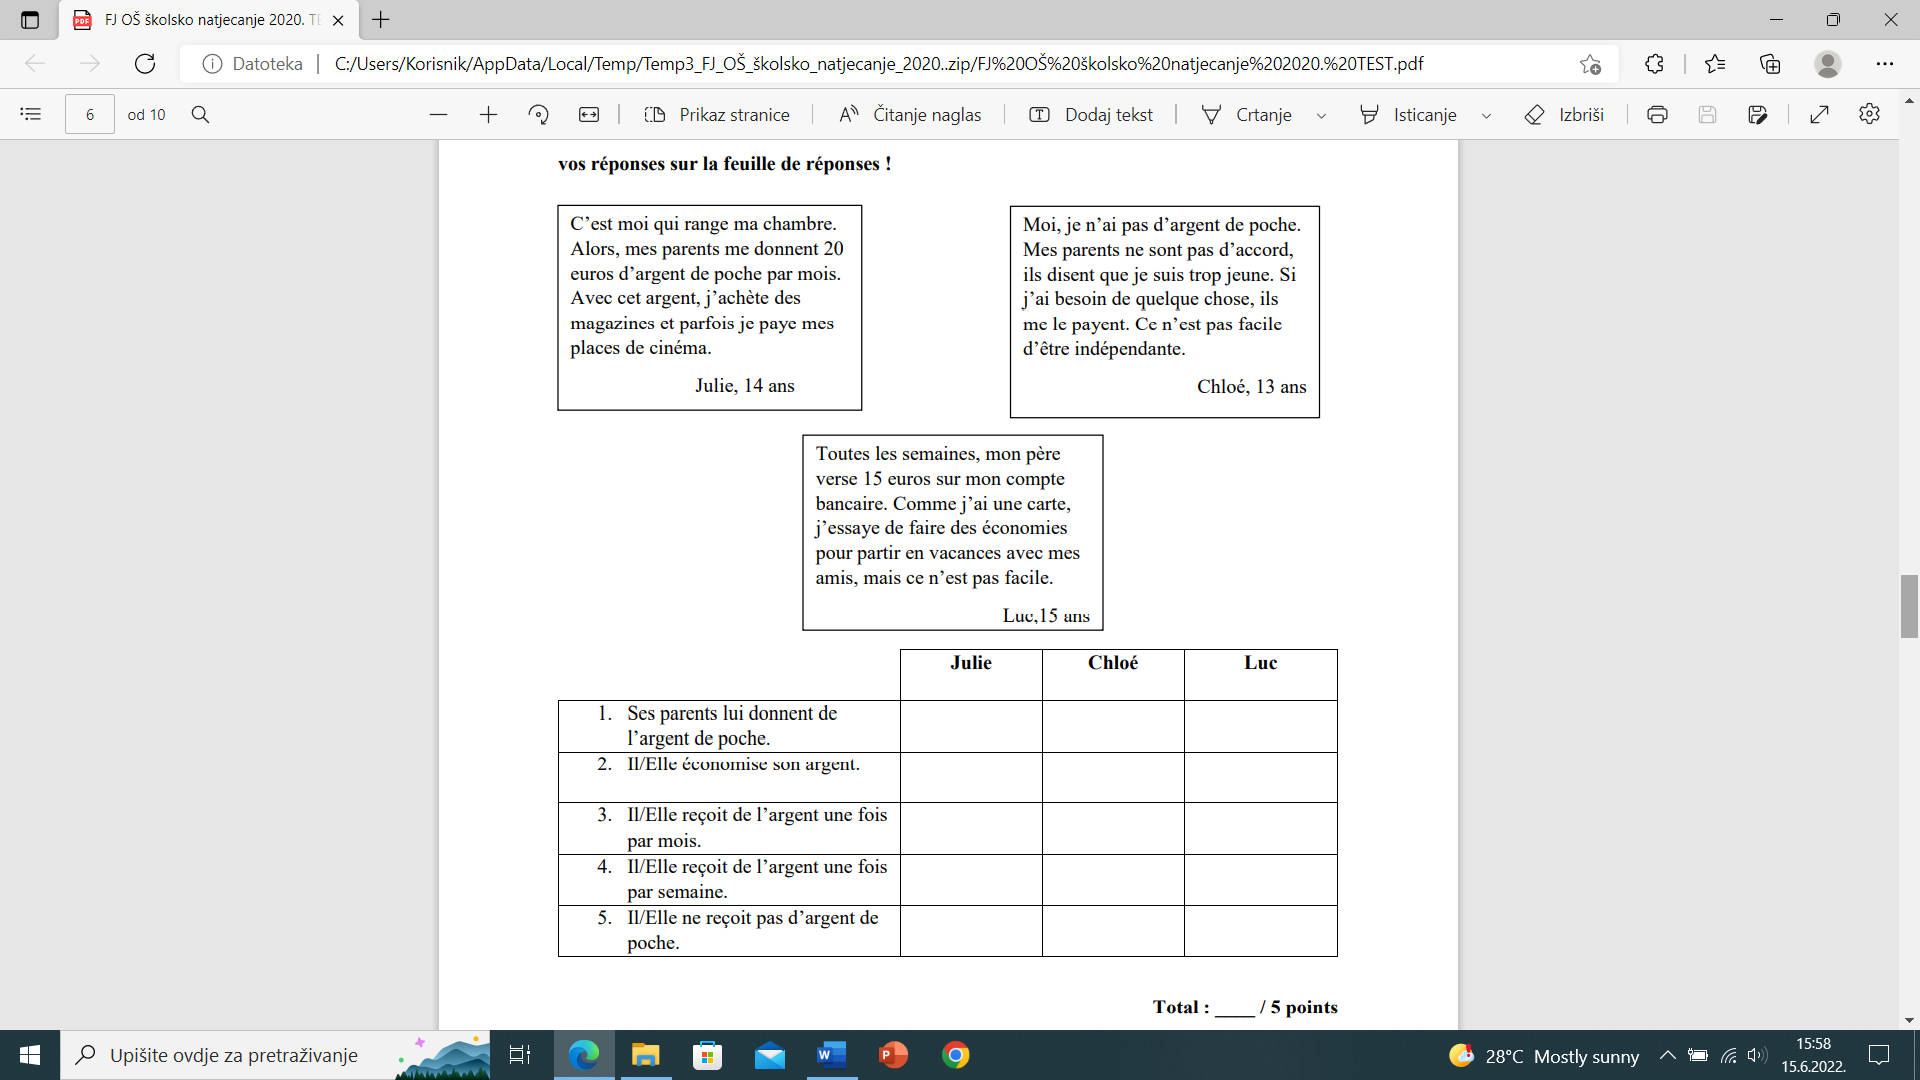 FJ OŠ školsko natjecanje 2020. TE
Datoteka
C:/Users/Korisnik/AppData/Local/Temp/Temp3_FJ_OŠ_školsko_natjecanje_2020..zip/FJ%20OŠ%20školsko%20natjecanje%202020.%20TEST.pdf
6 od 10
Prikaz stranice
Čitanje naglas
Dodaj tekst
Crtanje
Isticanje
Izbriši
vos réponses sur la feuille de réponses !
C’est moi qui range ma chambre.
Alors, mes parents me donnent 20
euros d’argent de poche par mois.
Avec cet argent, j’achète des
magazines et parfois je paye mes
places de cinéma.
Julie, 14 ans
Moi, je n’ai pas d’argent de poche.
Mes parents ne sont pas d’accord,
ils disent que je suis trop jeune. Si
j’ai besoin de quelque chose, ils
me le payent. Ce n’est pas facile
d’être indépendante.
Chloé, 13 ans
Toutes les semaines, mon père
verse 15 euros sur mon compte
bancaire. Comme j’ai une carte,
j’essaye de faire des économies
pour partir en vacances avec mes
amis, mais ce n’est pas facile.
Luc,15 ans
Julie Chloé Luc
1. Ses parents lui donnent de
l’argent de poche.
2. Il/Elle économise son argent.
3. Il/Elle reçoit de l’argent une fois
par mois.
4. Il/Elle reçoit de l’argent une fois
par semaine.
5. Il/Elle ne reçoit pas d’argent de
poche.
Total : ____ / 5 points
Upišite ovdje za pretraživanje
28°C Mostly sunny
15:58
15.6.2022.